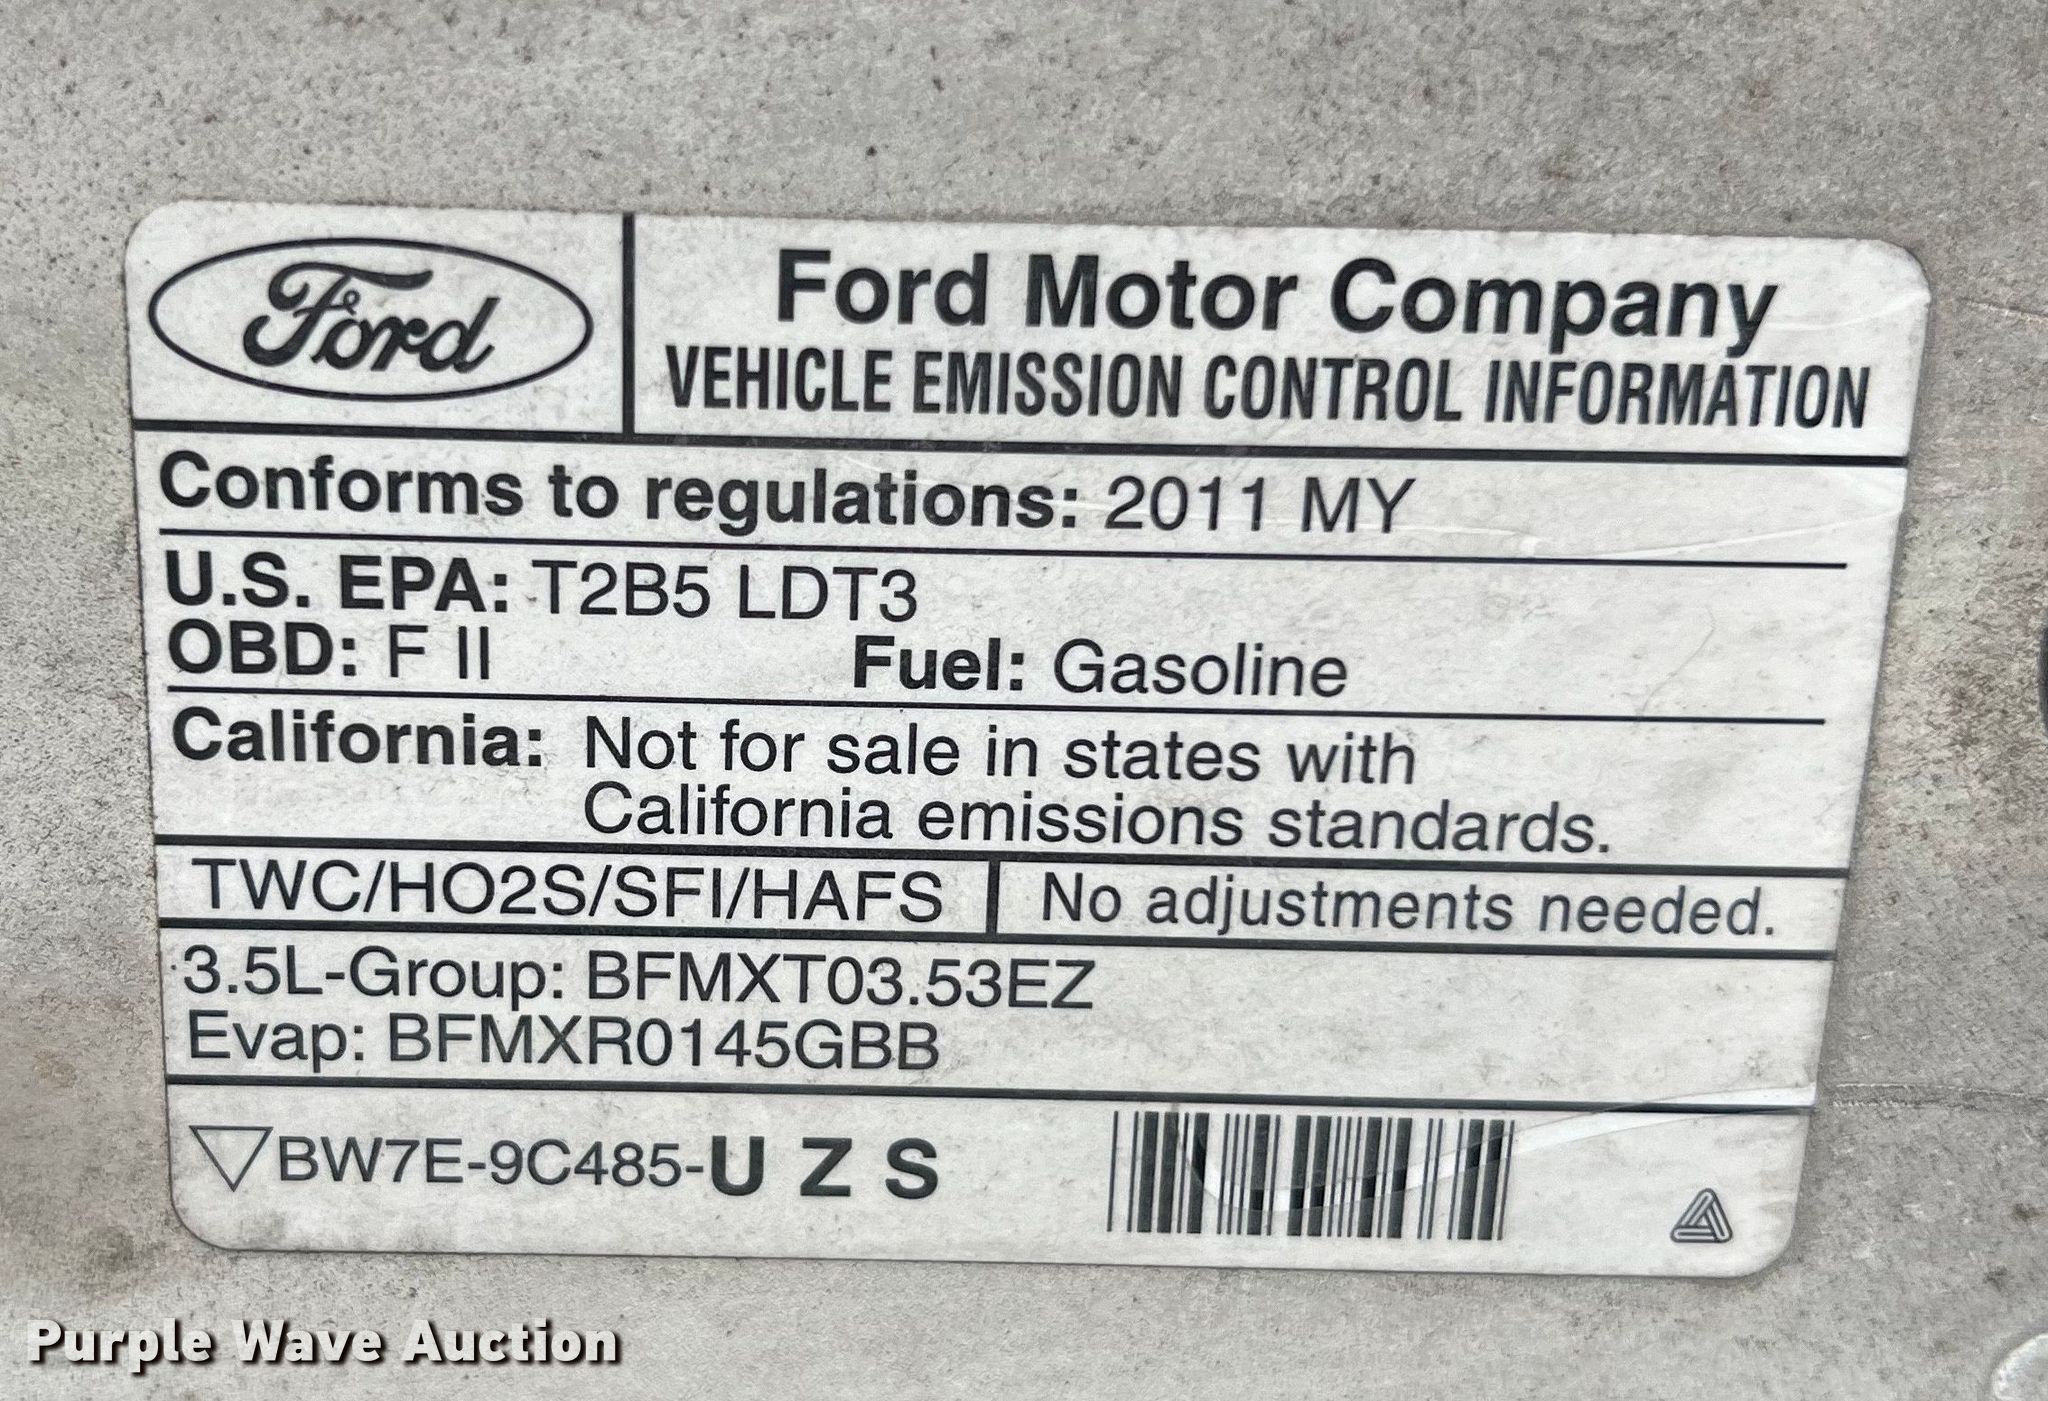 Ford
Ford Motor Company
VEHICLE EMISSION CONTROL INFORMATION
Conforms to regulations: 2011 MY
U.S. EPA: T2B5 LDT3
OBD: F II Fuel: Gasoline
California: Not for sale in states with
California emissions standards.
TWC/HO2S/SFI/HAFS No adjustments needed.
3.5L-Group: BFMXT03.53EZ
Evap: BFMXR0145GBB
BW7E-9C485-U Z S
Purple Wave Auction